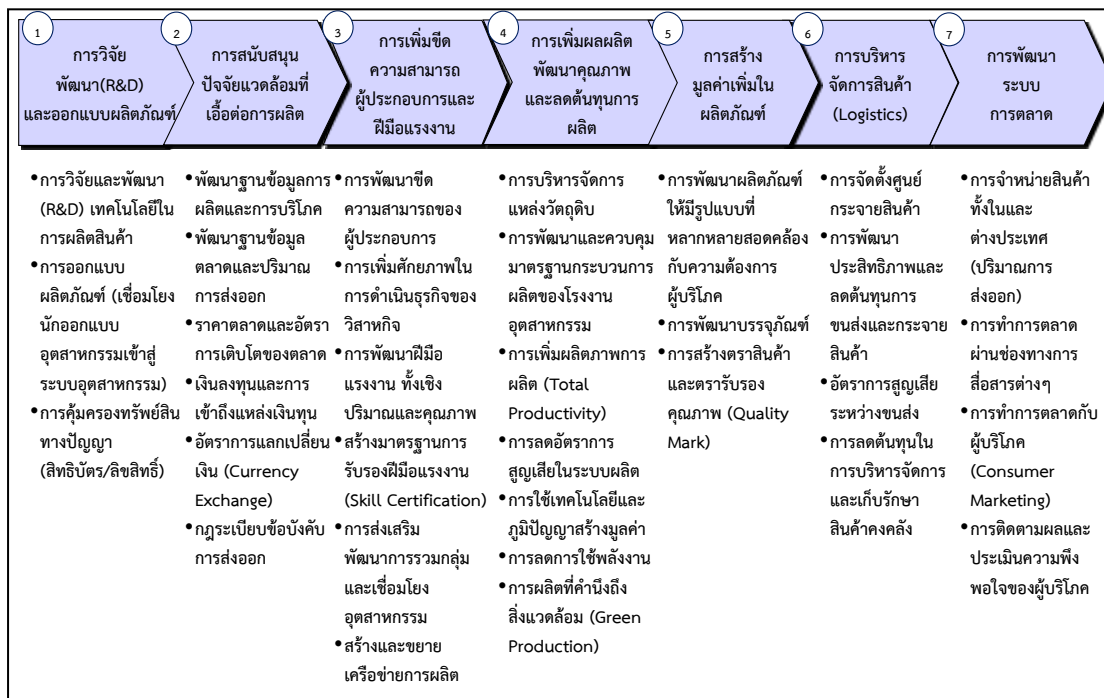 1
การวิจัย
พัฒนา(R&D)
และออกแบบผลิตภัณฑ์
2
การสนับสนุน
ปัจจัยแวดล้อมที่
เอื้อต่อการผลิต
3
การเพิ่มขีด
ความสามารถ
ผู้ประกอบการและ
ฝีมือแรงงาน
4
การเพิ่มผลผลิต
พัฒนาคุณภาพ
และลดต้นทุนการ
ผลิต
5
การสร้าง
มูลค่าเพิ่มใน
ผลิตภัณฑ์
6
การบริหาร
จัดการสินค้า
(Logistics)
7
การพัฒนา
ระบบ
การตลาด
•การวิจัยและพัฒนา
(R&D) เทคโนโลยีใน
การผลิตสินค้า
•การออกแบบ
ผลิตภัณฑ์ (เชื่อมโยง
นักออกแบบ
อุตสาหกรรมเข้าสู่
ระบบอุตสาหกรรม)
•การคุ้มครองทรัพย์สิน
ทางปัญญา
(สิทธิบัตร/ลิขสิทธิ์)
•พัฒนาฐานข้อมูลการ
ผลิตและการบริโภค
•พัฒนาฐานข้อมูล
ตลาดและปริมาณ
การส่งออก
•ราคาตลาดและอัตรา
การเติบโตของตลาด
•เงินลงทุนและการ
เข้าถึงแหล่งเงินทุน
•อัตราการแลกเปลี่ยน
เงิน (Currency
Exchange)
•กฎระเบียบข้อบังคับ
การส่งออก
•การพัฒนาขีด
ความสามารถของ
ผู้ประกอบการ
•การเพิ่มศักยภาพใน
การดำเนินธุรกิจของ
วิสาหกิจ
•การพัฒนาฝีมือ
แรงงาน ทั้งเชิง
ปริมาณและคุณภาพ
•สร้างมาตรฐานการ
รับรองฝีมือแรงงาน
(Skill Certification)
•การส่งเสริม
พัฒนาการรวมกลุ่ม
และเชื่อมโยง
อุตสาหกรรม
•สร้างและขยาย
เครือข่ายการผลิต
•การบริหารจัดการ
แหล่งวัตถุดิบ
•การพัฒนาและควบคุม
มาตรฐานกระบวนการ
ผลิตของโรงงาน
อุตสาหกรรม
•การเพิ่มผลิตภาพการ
ผลิต (Total
Productivity)
•การลดอัตราการ
สูญเสียในระบบผลิต
•การใช้เทคโนโลยีและ
ภูมิปัญญาสร้างมูลค่า
•การลดการใช้พลังงาน
•การผลิตที่คำนึงถึง
สิ่งแวดล้อม (Green
Production)
•การพัฒนาผลิตภัณฑ์
ให้มีรูปแบบที่
หลากหลายสอดคล้อง
กับความต้องการ
ผู้บริโภค
•การพัฒนาบรรจุภัณฑ์
•การสร้างตราสินค้า
และตรารับรอง
คุณภาพ (Quality
Mark)
•การจัดตั้งศูนย์
กระจายสินค้า
•การพัฒนา
ประสิทธิภาพและ
ลดต้นทุนการ
ขนส่งและกระจาย
สินค้า
•อัตราการสูญเสีย
ระหว่างขนส่ง
•การลดต้นทุนใน
การบริหารจัดการ
และเก็บรักษา
สินค้าคงคลัง
•การจำหน่ายสินค้า
ทั้งในและ
ต่างประเทศ
(ปริมาณการ
ส่งออก)
•การทำการตลาด
ผ่านช่องทางการ
สื่อสารต่างๆ
•การทำการตลาดกับ
ผู้บริโภค
(Consumer
Marketing)
•การติดตามผลและ
ประเมินความพึง
พอใจของผู้บริโภค